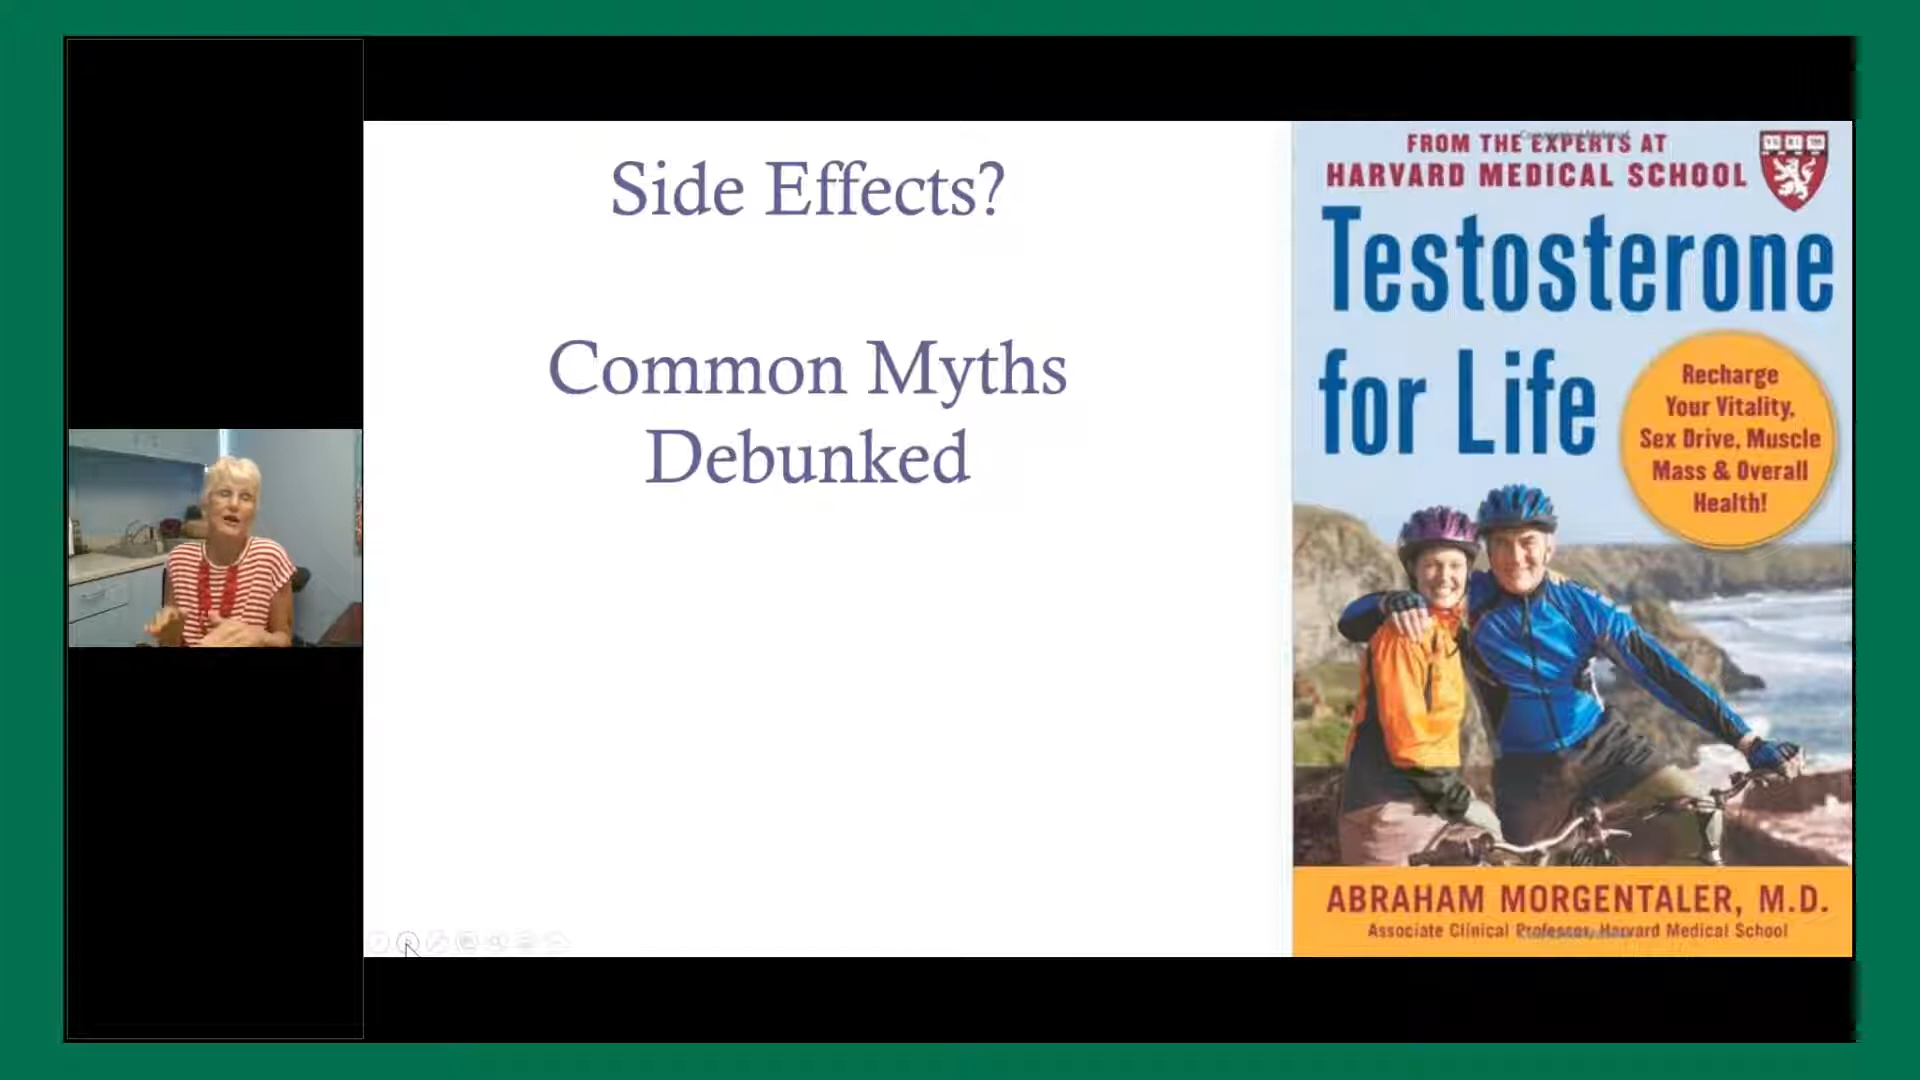 Side Effects?
Common Myths
Debunked
FROM THE EXPERTS AT
HARVARD MEDICAL SCHOOL
Testosterone
for Life
Recharge
Your Vitality,
Sex Drive, Muscle
Mass & Overall
Health!
ABRAHAM MORGENTALER, M.D.
Associate Clinical Professor, Harvard Medical School